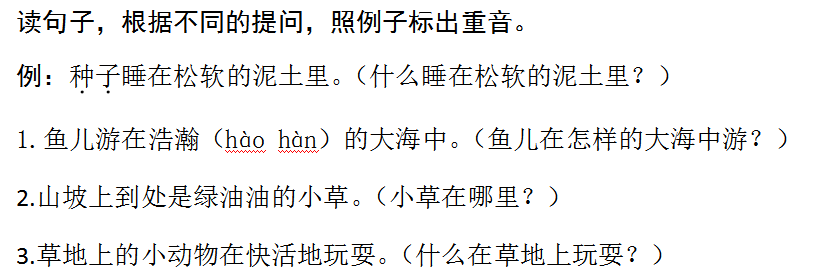 读句子，根据不同的提问，照例子标出重音。
例：种子睡在松软的泥土里。（什么睡在松软的泥土里？）
1. 鱼儿游在浩瀚（hào hàn）的大海中。（鱼儿在怎样的大海中游？）
2.山坡上到处是绿油油的小草。（小草在哪里？）
3.草地上的小动物在快活地玩耍。（什么在草地上玩耍？）